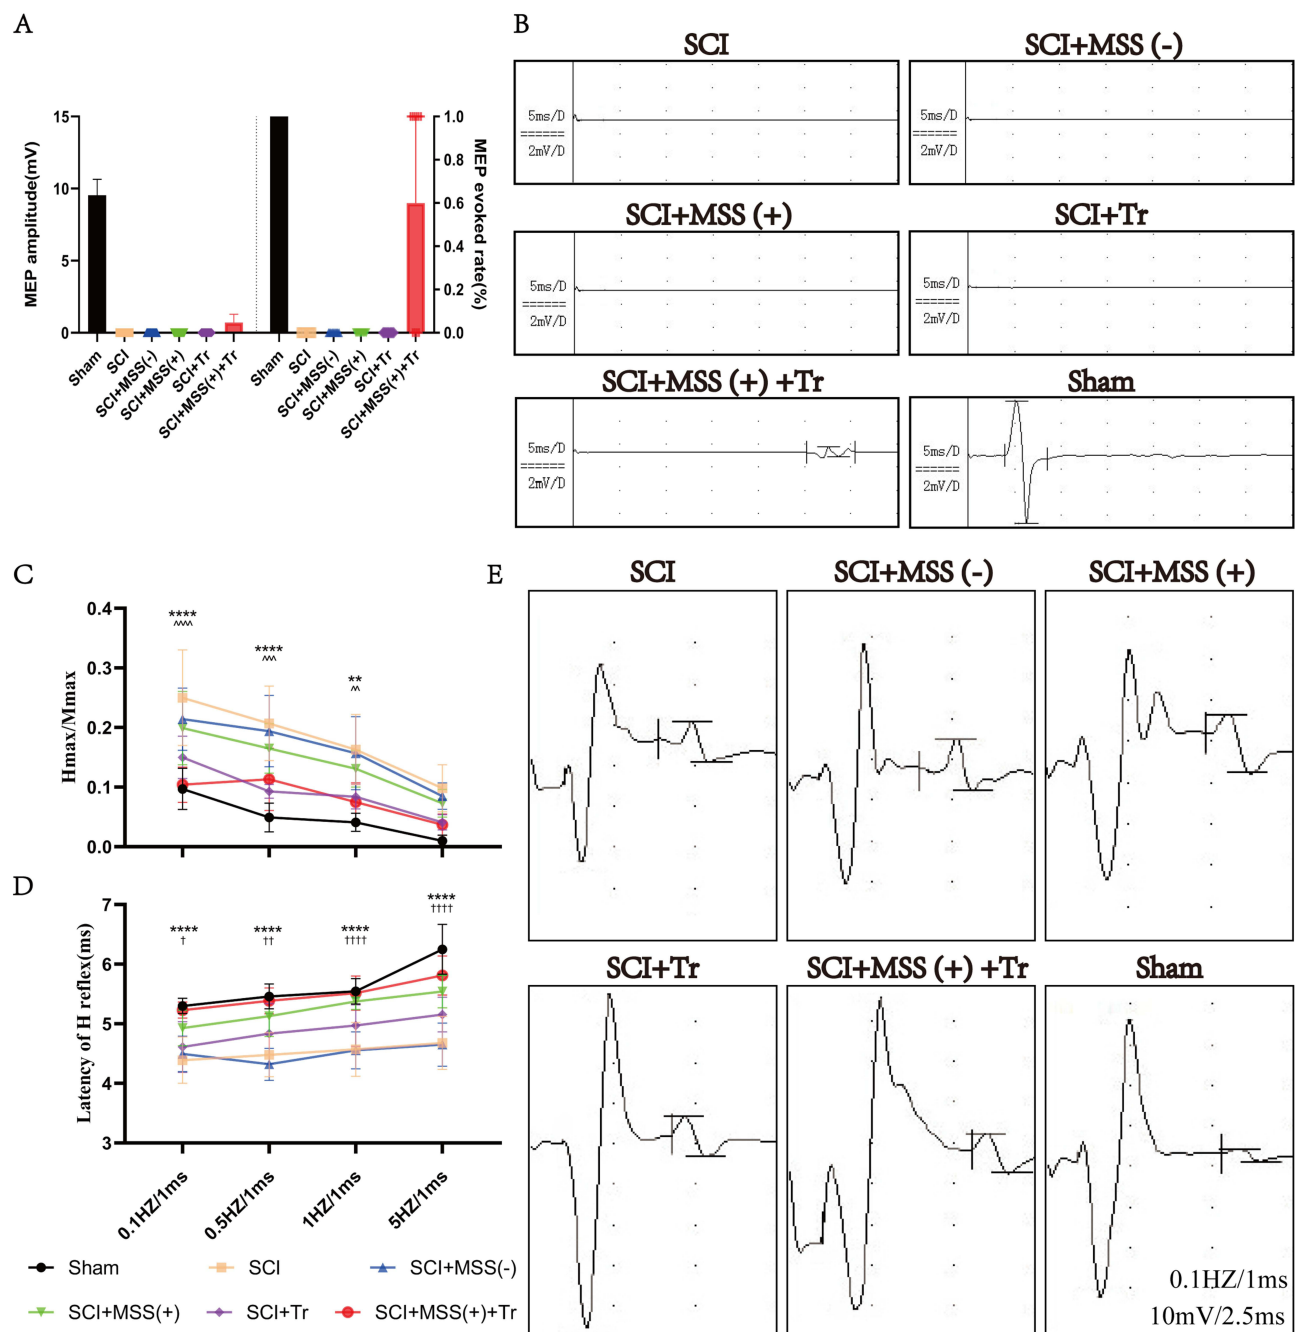 A
MEP amplitude(mV)
15
10
5
0
1.0
0.8
0.6
0.4
0.2
0.0
MEP evoked rate(%)
Sham
SCI
SCI+MSS(-)
SCI+MSS(+)
SCI+Tr
SCI+MSS(+)+Tr
Sham
SCI
SCI+MSS(-)
SCI+MSS(+)
SCI+Tr
SCI+MSS(+)+Tr
B
SCI
5ms/D
======
2mV/D
SCI+MSS (-)
5ms/D
======
2mV/D
SCI+MSS (+)
5ms/D
======
2mV/D
SCI+Tr
5ms/D
======
2mV/D
SCI+MSS (+) +Tr
5ms/D
======
2mV/D
Sham
5ms/D
======
2mV/D
C
Hmax/Mmax
0.4
0.3
0.2
0.1
0.0
****
^^^^
****
^^^
**
^^
D
Latency of H reflex(ms)
7
6
5
4
3
****
†
****
††
****
††††
****
††††
0.1HZ/1ms
0.5HZ/1ms
1HZ/1ms
5HZ/1ms
Sham
SCI
SCI+MSS(-)
SCI+MSS(+)
SCI+Tr
SCI+MSS(+)+Tr
E
SCI
SCI+MSS (-)
SCI+MSS (+)
SCI+Tr
SCI+MSS (+) +Tr
Sham
0.1HZ/1ms
10mV/2.5ms